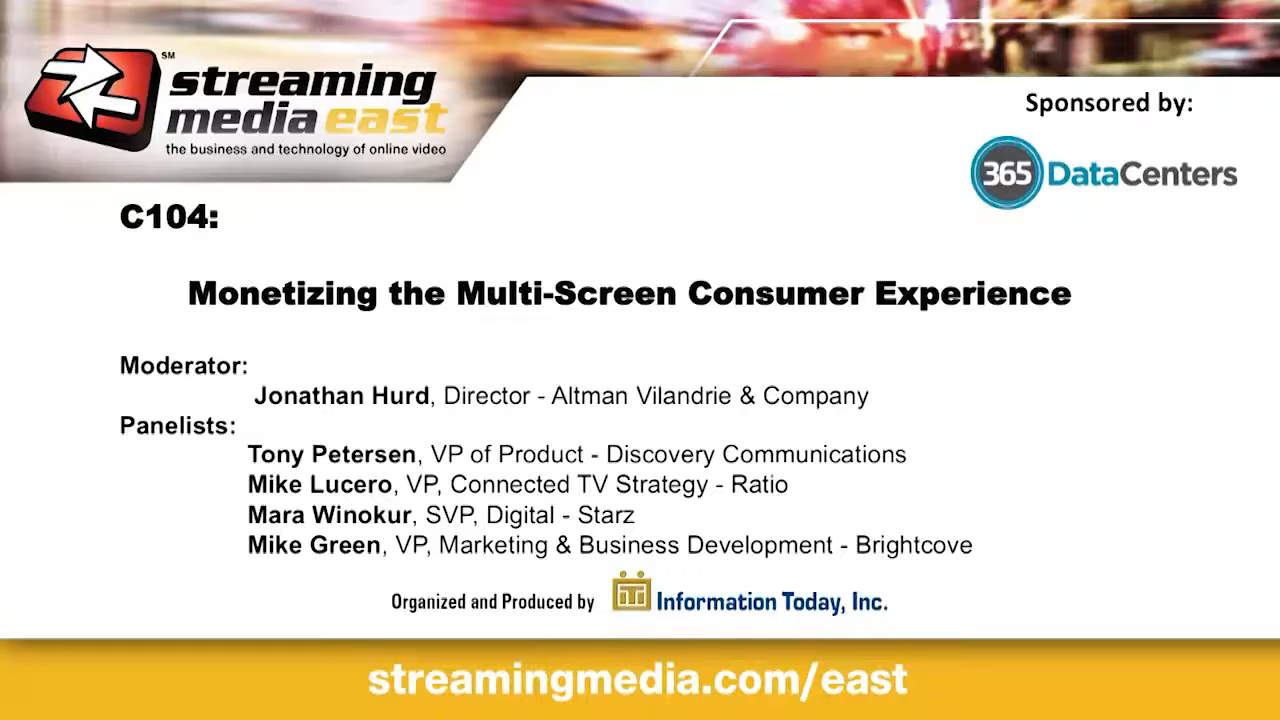 SM
streaming
media east
the business and technology of online video
Sponsored by:
365 DataCenters
C104:
Monetizing the Multi-Screen Consumer Experience
Moderator:
Jonathan Hurd, Director - Altman Vilandrie & Company
Panelists:
Tony Petersen, VP of Product - Discovery Communications
Mike Lucero, VP, Connected TV Strategy - Ratio
Mara Winokur, SVP, Digital - Starz
Mike Green, VP, Marketing & Business Development - Brightcove
Organized and Produced by iTi Information Today, Inc.
streamingmedia.com/east